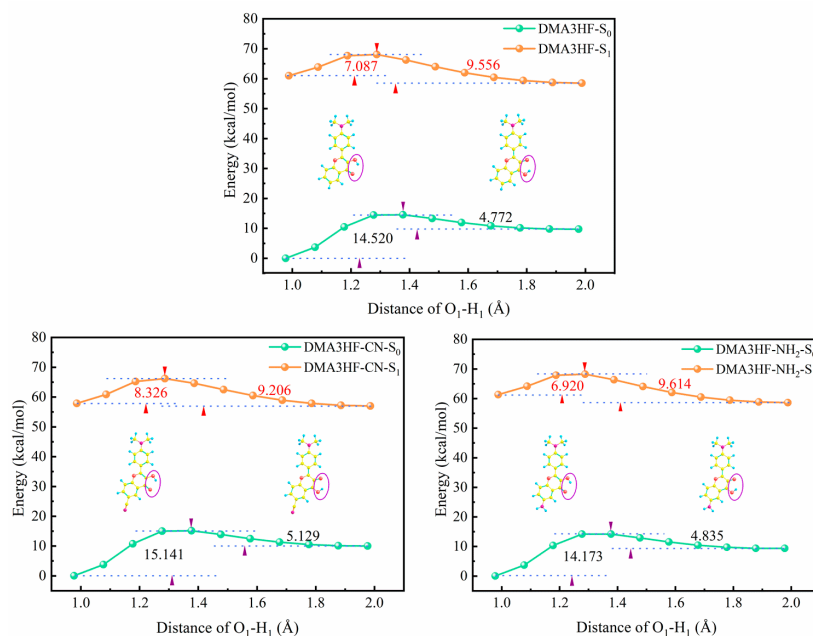 80
70
60
50
40
30
20
10
0
Energy (kcal/mol)
DMA3HF-S₀
DMA3HF-S₁
7.087
9.556
14.520
4.772
1.0 1.2 1.4 1.6 1.8 2.0
Distance of O₁-H₁ (Å)
80
70
60
50
40
30
20
10
0
Energy (kcal/mol)
DMA3HF-CN-S₀
DMA3HF-CN-S₁
8.326
9.206
15.141
5.129
1.0 1.2 1.4 1.6 1.8 2.0
Distance of O₁-H₁ (Å)
80
70
60
50
40
30
20
10
0
Energy (kcal/mol)
DMA3HF-NH₂-S
DMA3HF-NH₂-S
6.920
9.614
14.173
4.835
1.0 1.2 1.4 1.6 1.8 2.0
Distance of O₁-H₁ (Å)